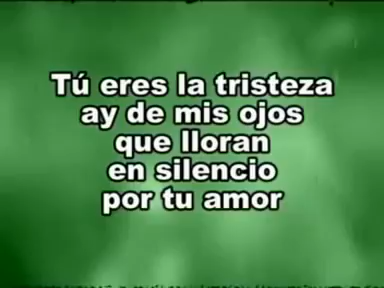 Tú eres la tristeza
ay de mis ojos
que lloran
en silencio
por tu amor